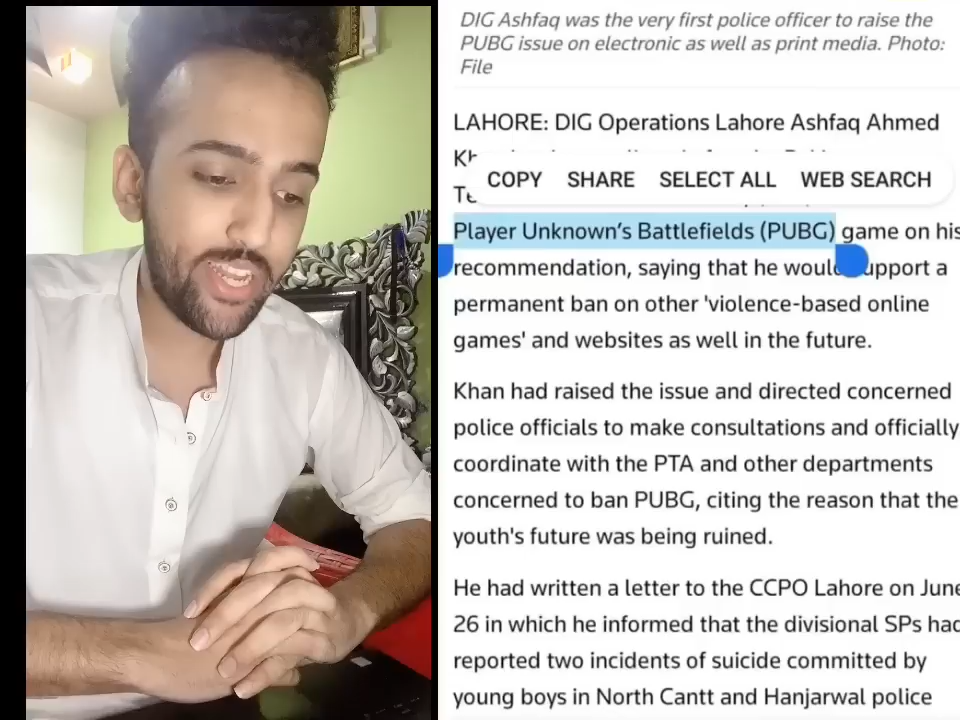 DIG Ashfaq was the very first police officer to raise the
PUBG issue on electronic as well as print media. Photo:
File
LAHORE: DIG Operations Lahore Ashfaq Ahmed
COPY SHARE SELECT ALL WEB SEARCH
Player Unknown’s Battlefields (PUBG) game on his
recommendation, saying that he would support a
permanent ban on other 'violence-based online
games' and websites as well in the future.
Khan had raised the issue and directed concerned
police officials to make consultations and officially
coordinate with the PTA and other departments
concerned to ban PUBG, citing the reason that the
youth's future was being ruined.
He had written a letter to the CCPO Lahore on June
26 in which he informed that the divisional SPs had
reported two incidents of suicide committed by
young boys in North Cantt and Hanjarwal police